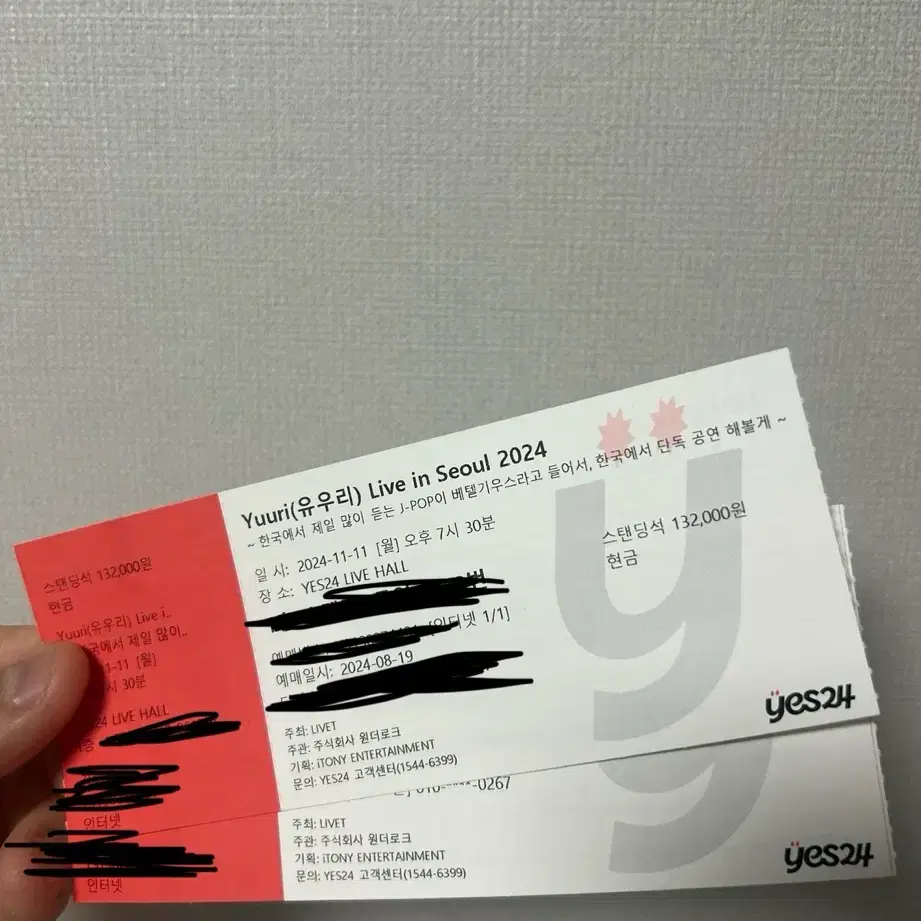 Yuuri(유우리) Live in Seoul 2024
~ 한국에서 제일 많이 듣는 J-POP이 베텔기우스라고 들어서, 한국에서 단독 공연 해볼게 ~
일 시: 2024-11-11 [월] 오후 7시 30분
장 소: YES24 LIVE HALL
스탠딩석 132,000원
현금
[인터넷 1/1]
예매일시: 2024-08-19
주최: LIVET
주관: 주식회사 원더로크
기획: iTONY ENTERTAINMENT
문의: YES24 고객센터(1544-6399)
yes24
스탠딩석 132,000원
현금
Yuuri(유우리) Live i..
국에서 제일 많이..
1-11 [월]
시 30분
24 LIVE HALL
인터넷
010-****-0267
주최: LIVET
주관: 주식회사 원더로크
기획: iTONY ENTERTAINMENT
문의: YES24 고객센터(1544-6399)
yes24
인터넷